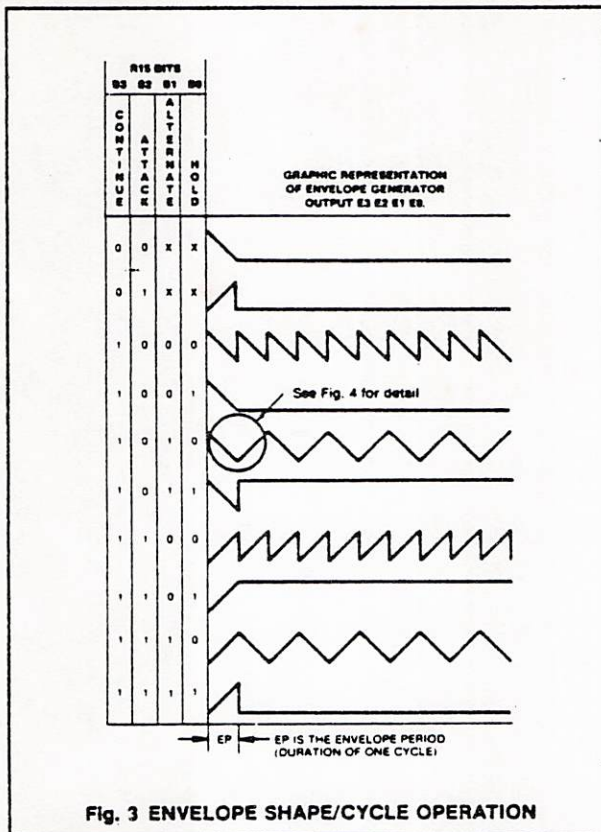 R15 BITS
B3 B2 B1 B0
CONTINUE ATTACK ALTERNATE HOLD
GRAPHIC REPRESENTATION
OF ENVELOPE GENERATOR
OUTPUT E3 E2 E1 E0.
0 0 X X
0 1 X X
1 0 0 0
1 0 0 1
See Fig. 4 for detail
1 0 1 0
1 0 1 1
1 1 0 0
1 1 0 1
1 1 1 0
1 1 1 1
EP
EP IS THE ENVELOPE PERIOD
(DURATION OF ONE CYCLE)
Fig. 3 ENVELOPE SHAPE/CYCLE OPERATION